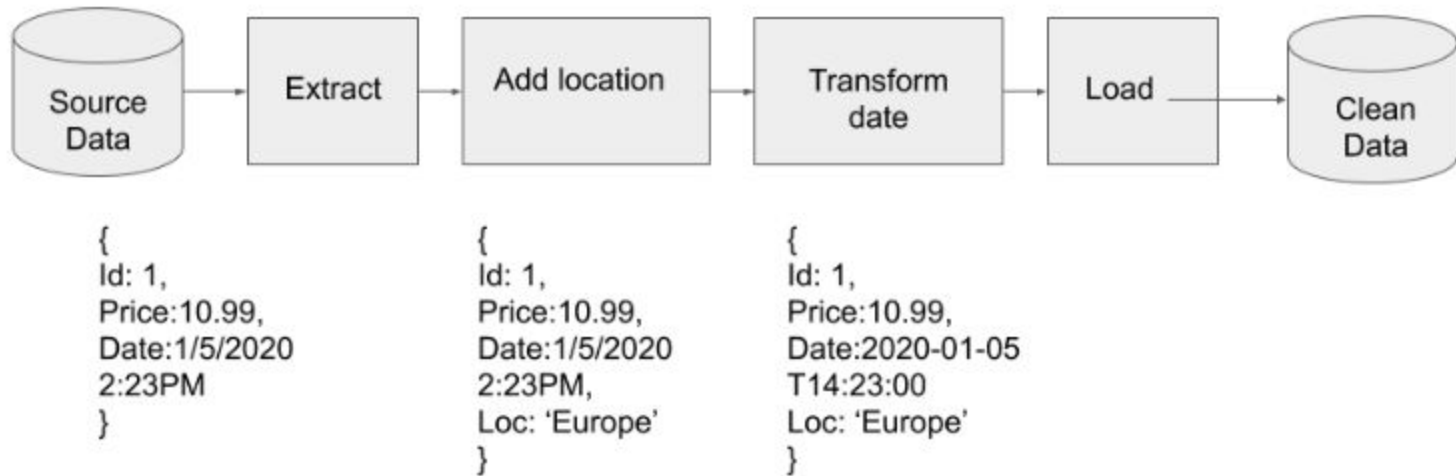 Source
Data
Extract
Add location
Transform
date
Load
Clean
Data
{
Id: 1,
Price:10.99,
Date:1/5/2020
2:23PM
}
{
Id: 1,
Price:10.99,
Date:1/5/2020
2:23PM,
Loc: ‘Europe’
}
{
Id: 1,
Price:10.99,
Date:2020-01-05
T14:23:00
Loc: ‘Europe’
}